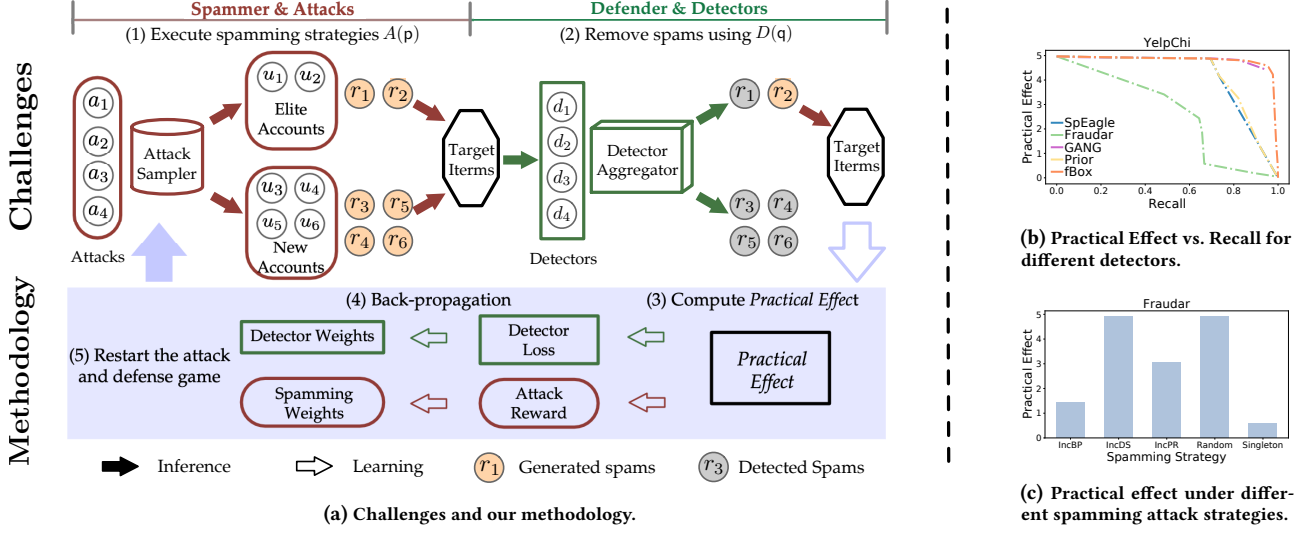 Spammer & Attacks
Defender & Detectors
(1) Execute spamming strategies A(p)
(2) Remove spams using D(q)
Challenges
Methodology
a1
a2
a3
a4
Attacks
Attack
Sampler
u1 u2
Elite
Accounts
r1 r2
u3 u4
u5 u6
New
Accounts
r3 r5
r4 r6
Target
Iterms
d1
d2
d3
d4
Detectors
Detector
Aggregator
r1 r2
r3 r4
r5 r6
Target
Iterms
(4) Back-propagation
(3) Compute Practical Effect
(5) Restart the attack
and defense game
Detector Weights
Detector
Loss
Practical
Effect
Spamming
Weights
Attack
Reward
Inference
Learning
r1 Generated spams
r3 Detected Spams
(a) Challenges and our methodology.
YelpChi
Practical Effect
5
4
3
2
1
0
SpEagle
Fraudar
GANG
Prior
fBox
0.0 0.2 0.4 0.6 0.8 1.0
Recall
(b) Practical Effect vs. Recall for
different detectors.
Fraudar
Practical Effect
5
4
3
2
1
0
IncBP IncDS IncPR Random Singleton
Spamming Strategy
(c) Practical effect under differ-
ent spamming attack strategies.